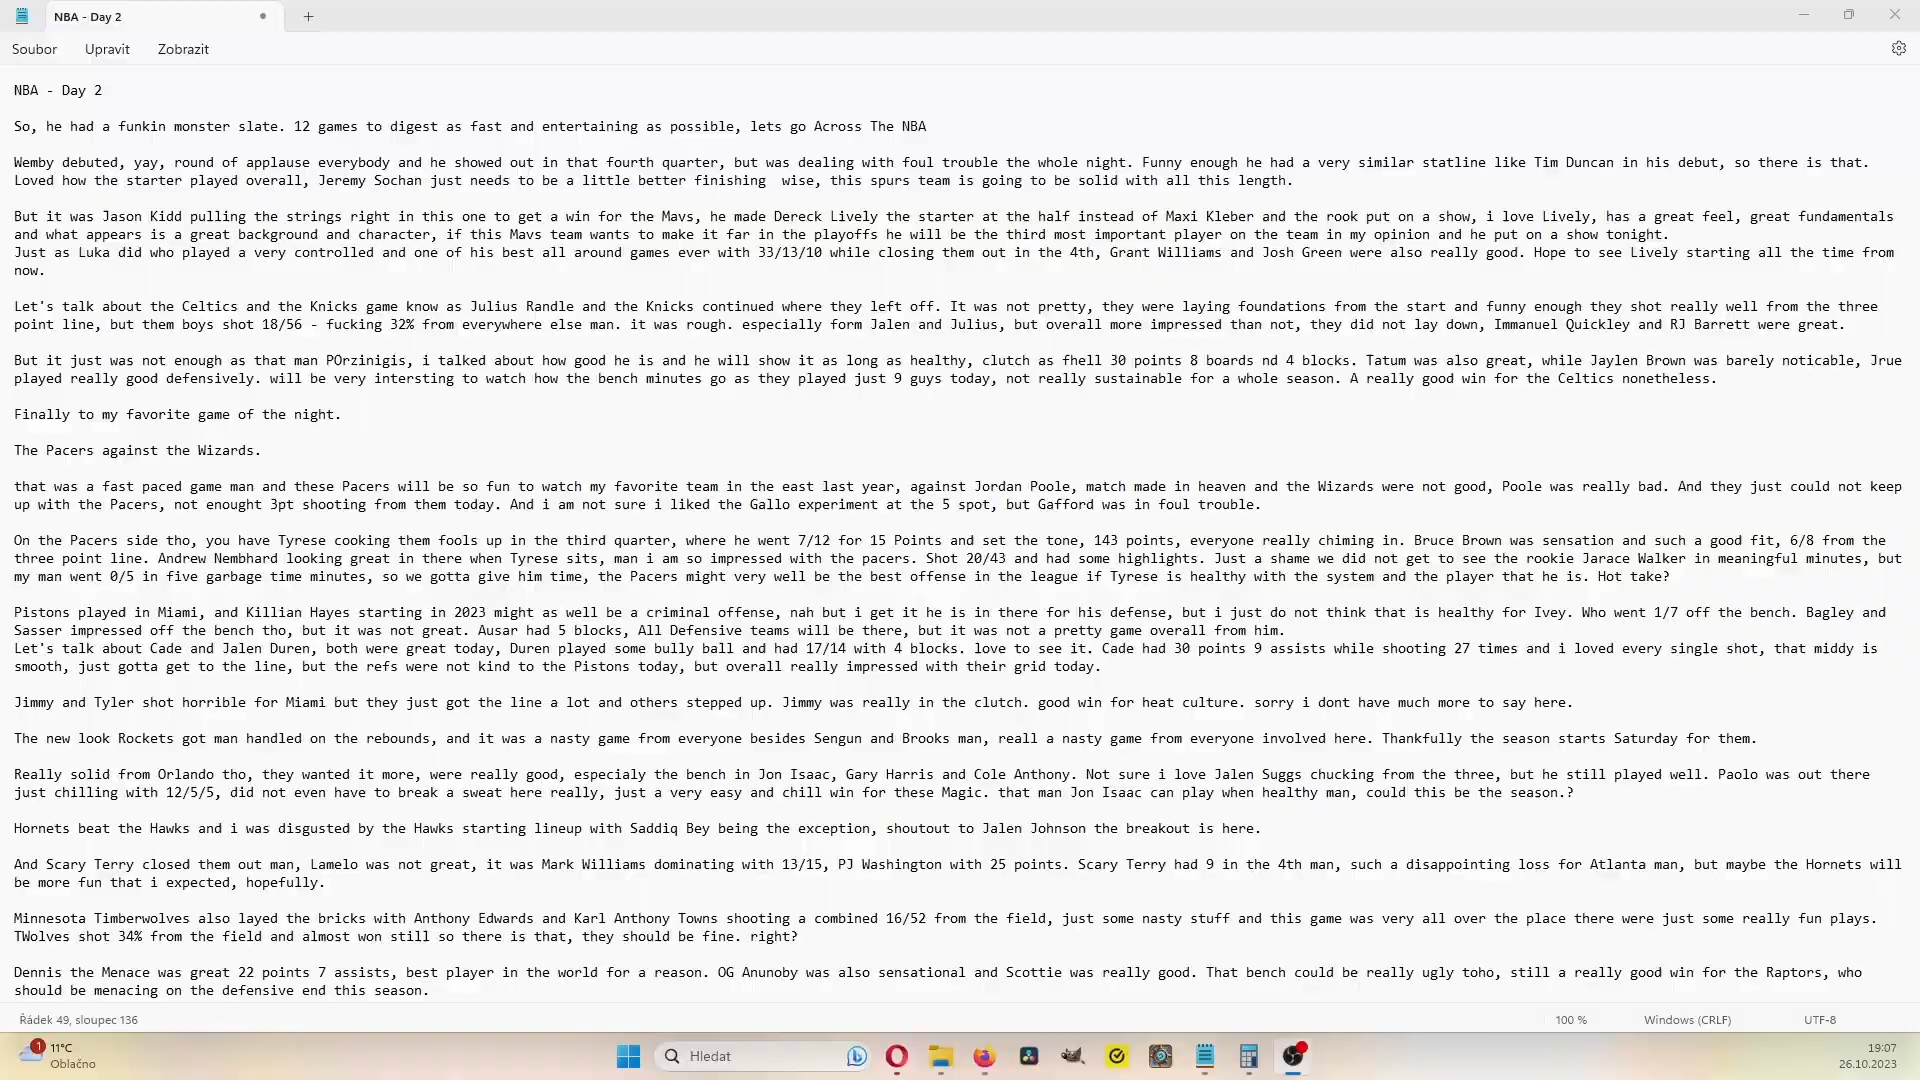 NBA - Day 2
Soubor
Upravit
Zobrazit
NBA - Day 2
So, he had a funkin monster slate. 12 games to digest as fast and entertaining as possible, lets go Across The NBA
Wemby debuted, yay, round of applause everybody and he showed out in that fourth quarter, but was dealing with foul trouble the whole night. Funny enough he had a very similar statline like Tim Duncan in his debut, so there is that.
Loved how the starter played overall, Jeremy Sochan just needs to be a little better finishing  wise, this spurs team is going to be solid with all this length.
But it was Jason Kidd pulling the strings right in this one to get a win for the Mavs, he made Dereck Lively the starter at the half instead of Maxi Kleber and the rook put on a show, i love Lively, has a great feel, great fundamentals
and what appears is a great background and character, if this Mavs team wants to make it far in the playoffs he will be the third most important player on the team in my opinion and he put on a show tonight.
Just as Luka did who played a very controlled and one of his best all around games ever with 33/13/10 while closing them out in the 4th, Grant Williams and Josh Green were also really good. Hope to see Lively starting all the time from
now.
Let's talk about the Celtics and the Knicks game know as Julius Randle and the Knicks continued where they left off. It was not pretty, they were laying foundations from the start and funny enough they shot really well from the three
point line, but them boys shot 18/56 - fucking 32% from everywhere else man. it was rough. especially form Jalen and Julius, but overall more impressed than not, they did not lay down, Immanuel Quickley and RJ Barrett were great.
But it just was not enough as that man POrzinigis, i talked about how good he is and he will show it as long as healthy, clutch as fhell 30 points 8 boards nd 4 blocks. Tatum was also great, while Jaylen Brown was barely noticable, Jrue
played really good defensively. will be very intersting to watch how the bench minutes go as they played just 9 guys today, not really sustainable for a whole season. A really good win for the Celtics nonetheless.
Finally to my favorite game of the night.
The Pacers against the Wizards.
that was a fast paced game man and these Pacers will be so fun to watch my favorite team in the east last year, against Jordan Poole, match made in heaven and the Wizards were not good, Poole was really bad. And they just could not keep
up with the Pacers, not enought 3pt shooting from them today. And i am not sure i liked the Gallo experiment at the 5 spot, but Gafford was in foul trouble.
On the Pacers side tho, you have Tyrese cooking them fools up in the third quarter, where he went 7/12 for 15 Points and set the tone, 143 points, everyone really chiming in. Bruce Brown was sensation and such a good fit, 6/8 from the
three point line. Andrew Nembhard looking great in there when Tyrese sits, man i am so impressed with the pacers. Shot 20/43 and had some highlights. Just a shame we did not get to see the rookie Jarace Walker in meaningful minutes, but
my man went 0/5 in five garbage time minutes, so we gotta give him time, the Pacers might very well be the best offense in the league if Tyrese is healthy with the system and the player that he is. Hot take?
Pistons played in Miami, and Killian Hayes starting in 2023 might as well be a criminal offense, nah but i get it he is in there for his defense, but i just do not think that is healthy for Ivey. Who went 1/7 off the bench. Bagley and
Sasser impressed off the bench tho, but it was not great. Ausar had 5 blocks, All Defensive teams will be there, but it was not a pretty game overall from him.
Let's talk about Cade and Jalen Duren, both were great today, Duren played some bully ball and had 17/14 with 4 blocks. love to see it. Cade had 30 points 9 assists while shooting 27 times and i loved every single shot, that middy is
smooth, just gotta get to the line, but the refs were not kind to the Pistons today, but overall really impressed with their grid today.
Jimmy and Tyler shot horrible for Miami but they just got the line a lot and others stepped up. Jimmy was really in the clutch. good win for heat culture. sorry i dont have much more to say here.
The new look Rockets got man handled on the rebounds, and it was a nasty game from everyone besides Sengun and Brooks man, reall a nasty game from everyone involved here. Thankfully the season starts Saturday for them.
Really solid from Orlando tho, they wanted it more, were really good, especialy the bench in Jon Isaac, Gary Harris and Cole Anthony. Not sure i love Jalen Suggs chucking from the three, but he still played well. Paolo was out there
just chilling with 12/5/5, did not even have to break a sweat here really, just a very easy and chill win for these Magic. that man Jon Isaac can play when healthy man, could this be the season.?
Hornets beat the Hawks and i was disgusted by the Hawks starting lineup with Saddiq Bey being the exception, shoutout to Jalen Johnson the breakout is here.
And Scary Terry closed them out man, Lamelo was not great, it was Mark Williams dominating with 13/15, PJ Washington with 25 points. Scary Terry had 9 in the 4th man, such a disappointing loss for Atlanta man, but maybe the Hornets will
be more fun that i expected, hopefully.
Minnesota Timberwolves also layed the bricks with Anthony Edwards and Karl Anthony Towns shooting a combined 16/52 from the field, just some nasty stuff and this game was very all over the place there were just some really fun plays.
TWolves shot 34% from the field and almost won still so there is that, they should be fine. right?
Dennis the Menace was great 22 points 7 assists, best player in the world for a reason. OG Anunoby was also sensational and Scottie was really good. That bench could be really ugly toho, still a really good win for the Raptors, who
should be menacing on the defensive end this season.
Řádek 49, sloupec 136
100 %
Windows (CRLF)
UTF-8
1
11°C
Oblačno
Hledat
19:07
26.10.2023